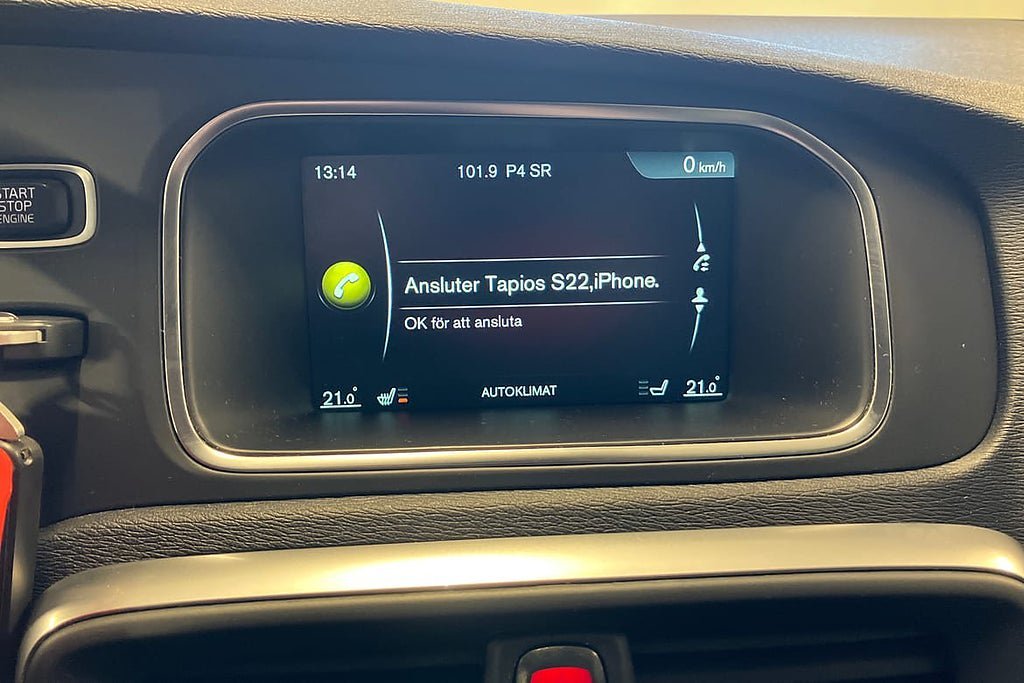 START
STOP
ENGINE
13:14
101.9 P4 SR
0 km/h
Ansluter Tapios S22,iPhone.
OK för att ansluta
21.0°
AUTOKLIMAT
21.0°